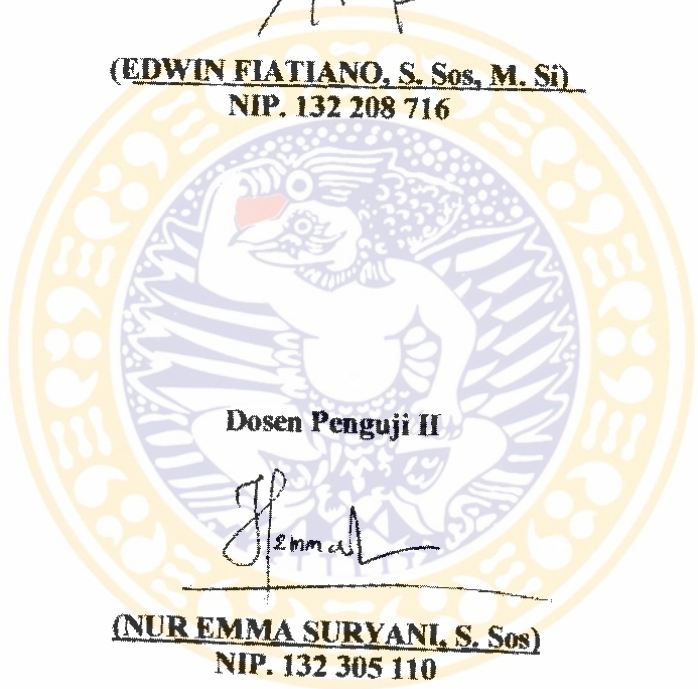 (EDWIN FIATIANO, S. Sos, M. Si)
NIP. 132 208 716
Dosen Penguji II
(NUR EMMA SURYANI, S. Sos)
NIP. 132 305 110